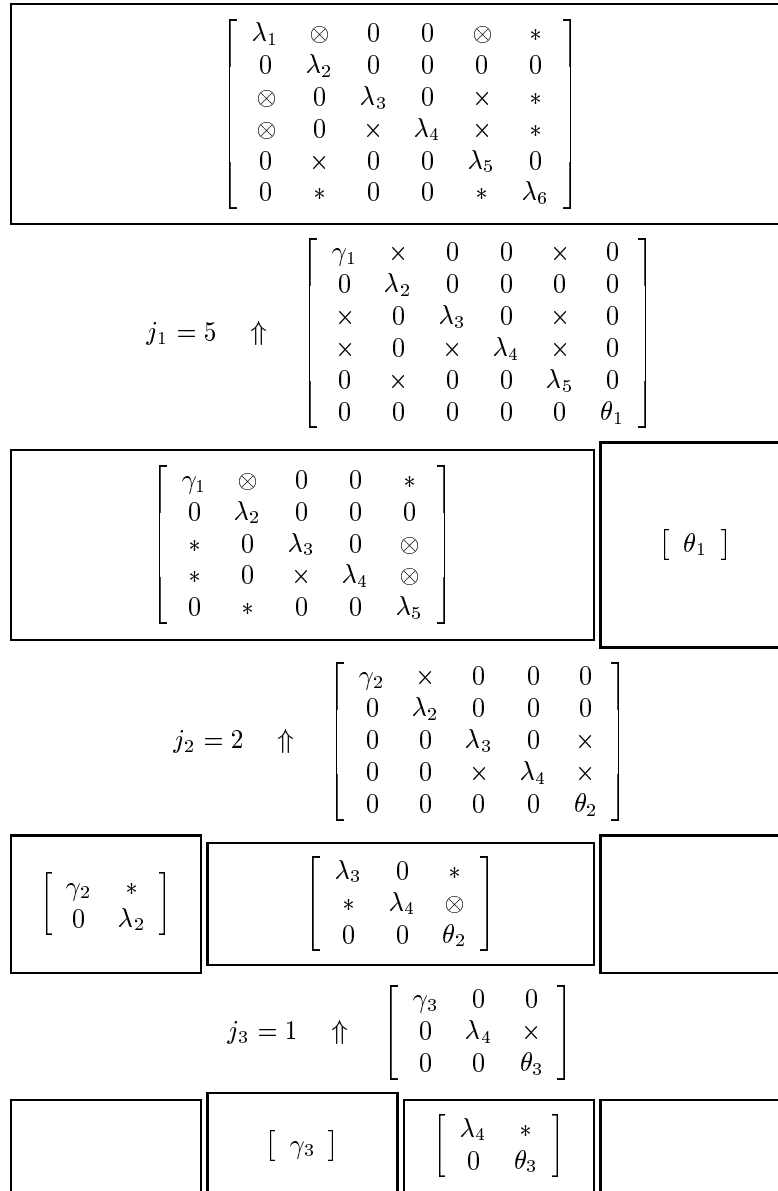 λ₁ ⊗ 0 0 ⊗ *
0 λ₂ 0 0 0 0
⊗ 0 λ₃ 0 × *
⊗ 0 × λ₄ × *
0 × 0 0 λ₅ 0
0 * 0 0 * λ₆
γ₁ × 0 0 × 0
0 λ₂ 0 0 0 0
× 0 λ₃ 0 × 0
j₁ = 5 ⇑ × 0 × λ₄ × 0
0 × 0 0 λ₅ 0
0 0 0 0 0 θ₁
γ₁ ⊗ 0 0 *
0 λ₂ 0 0 0
* 0 λ₃ 0 ⊗ [ θ₁ ]
* 0 × λ₄ ⊗
0 * 0 0 λ₅
γ₂ × 0 0 0
0 λ₂ 0 0 0
j₂ = 2 ⇑ 0 0 λ₃ 0 ×
0 0 × λ₄ ×
0 0 0 0 θ₂
γ₂ *
0 λ₂
λ₃ 0 *
* λ₄ ⊗
0 0 θ₂
γ₃ 0 0
j₃ = 1 ⇑ 0 λ₄ ×
0 0 θ₃
[ γ₃ ]
λ₄ *
0 θ₃